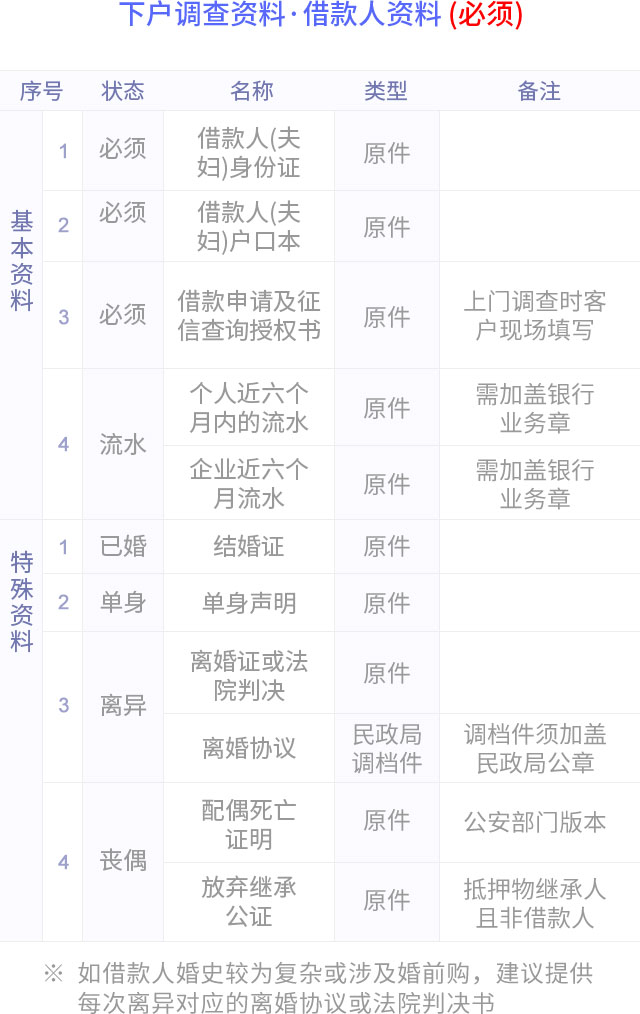 下户调查资料·借款人资料 (必须)
序号 状态 名称 类型 备注
基本资料
1 必须 借款人(夫
妇)身份证 原件
2 必须 借款人(夫
妇)户口本 原件
3 必须 借款申请及征
信查询授权书 原件 上门调查时客
户现场填写
4 流水 个人近六个
月内的流水 原件 需加盖银行
业务章
企业近六个
月流水 原件 需加盖银行
业务章
特殊资料
1 已婚 结婚证 原件
2 单身 单身声明 原件
3 离异 离婚证或法
院判决 原件
离婚协议 民政局
调档件 调档件须加盖
民政局公章
4 丧偶 配偶死亡
证明 原件 公安部门版本
放弃继承
公证 原件 抵押物继承人
且非借款人
※ 如借款人婚史较为复杂或涉及婚前购，建议提供
每次离异对应的离婚协议或法院判决书